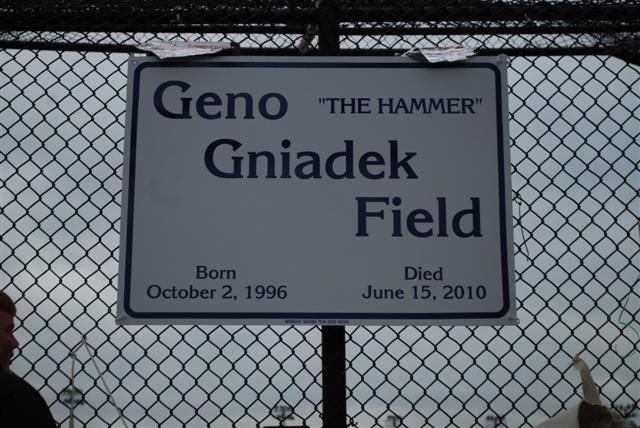 Geno "THE HAMMER"
Gniadek
Field
Born Died
October 2, 1996 June 15, 2010